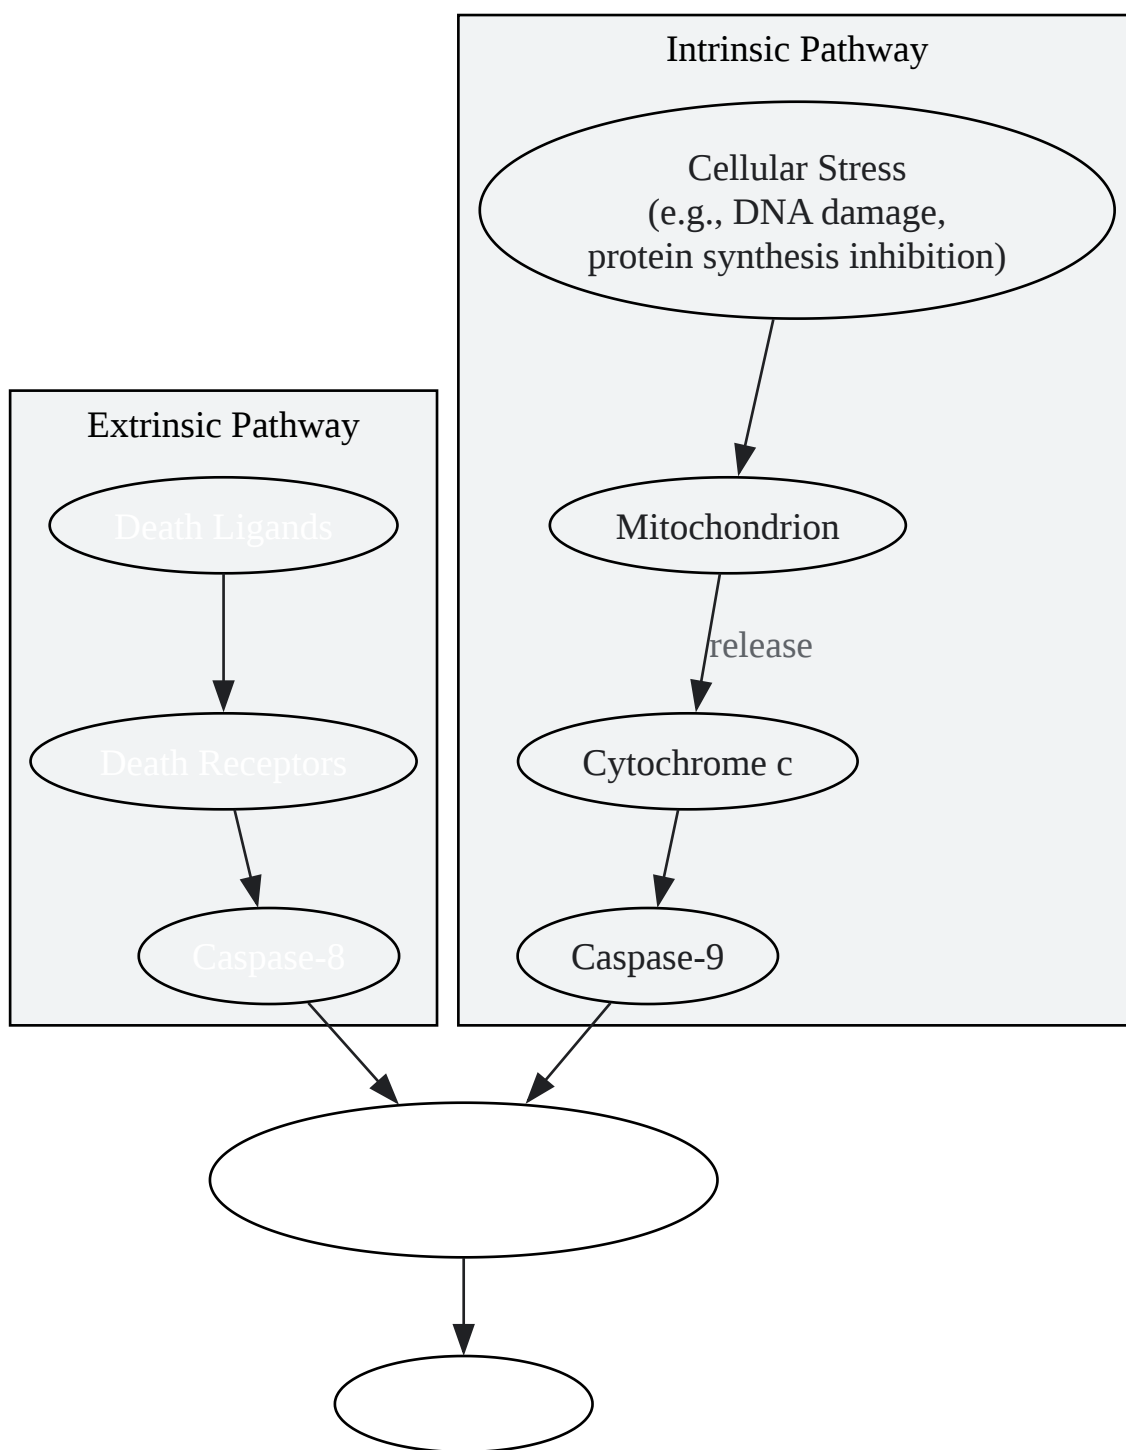 Intrinsic Pathway
Cellular Stress
(e.g., DNA damage,
protein synthesis inhibition)
Extrinsic Pathway
Death Ligands
Mitochondrion
release
Death Receptors
Cytochrome c
Caspase-8
Caspase-9